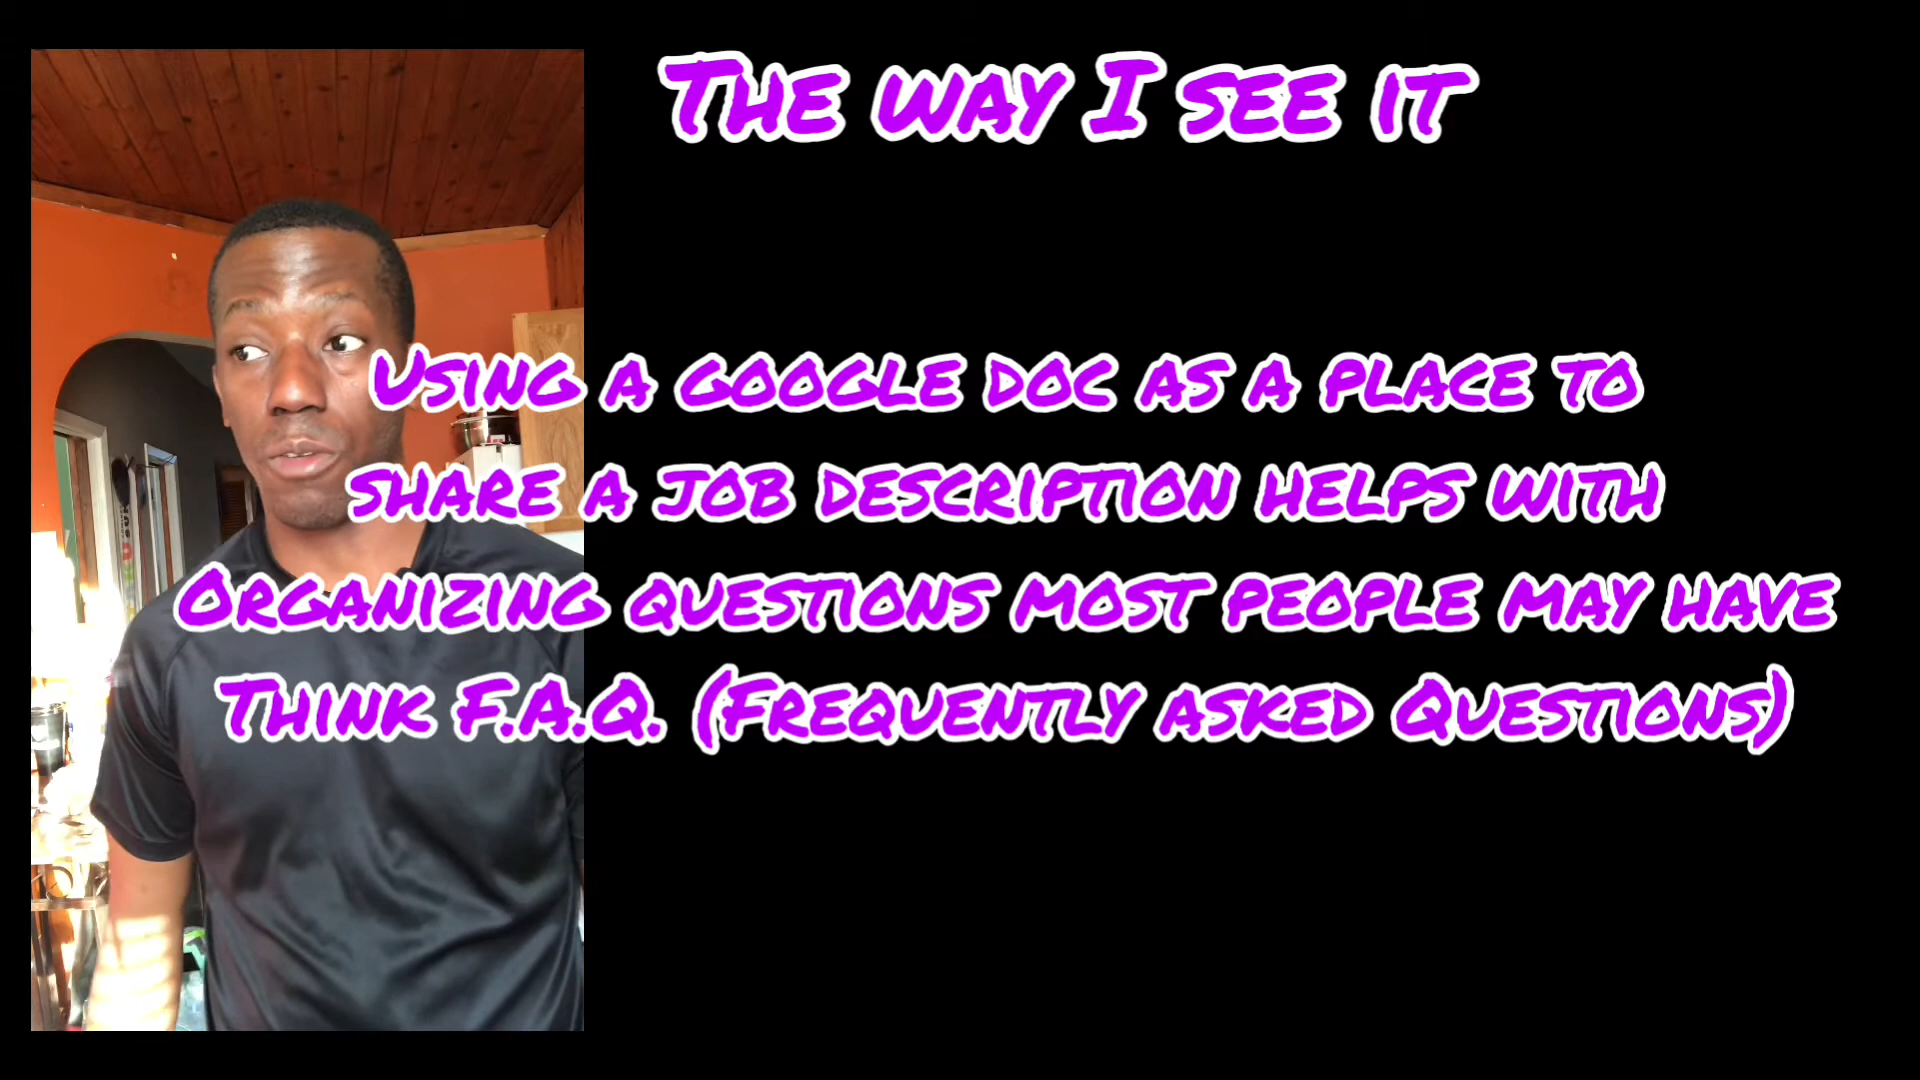 The way I see it
Using a google doc as a place to
share a job description helps with
Organizing questions most people may have
Think F.A.Q. (Frequently asked Questions)